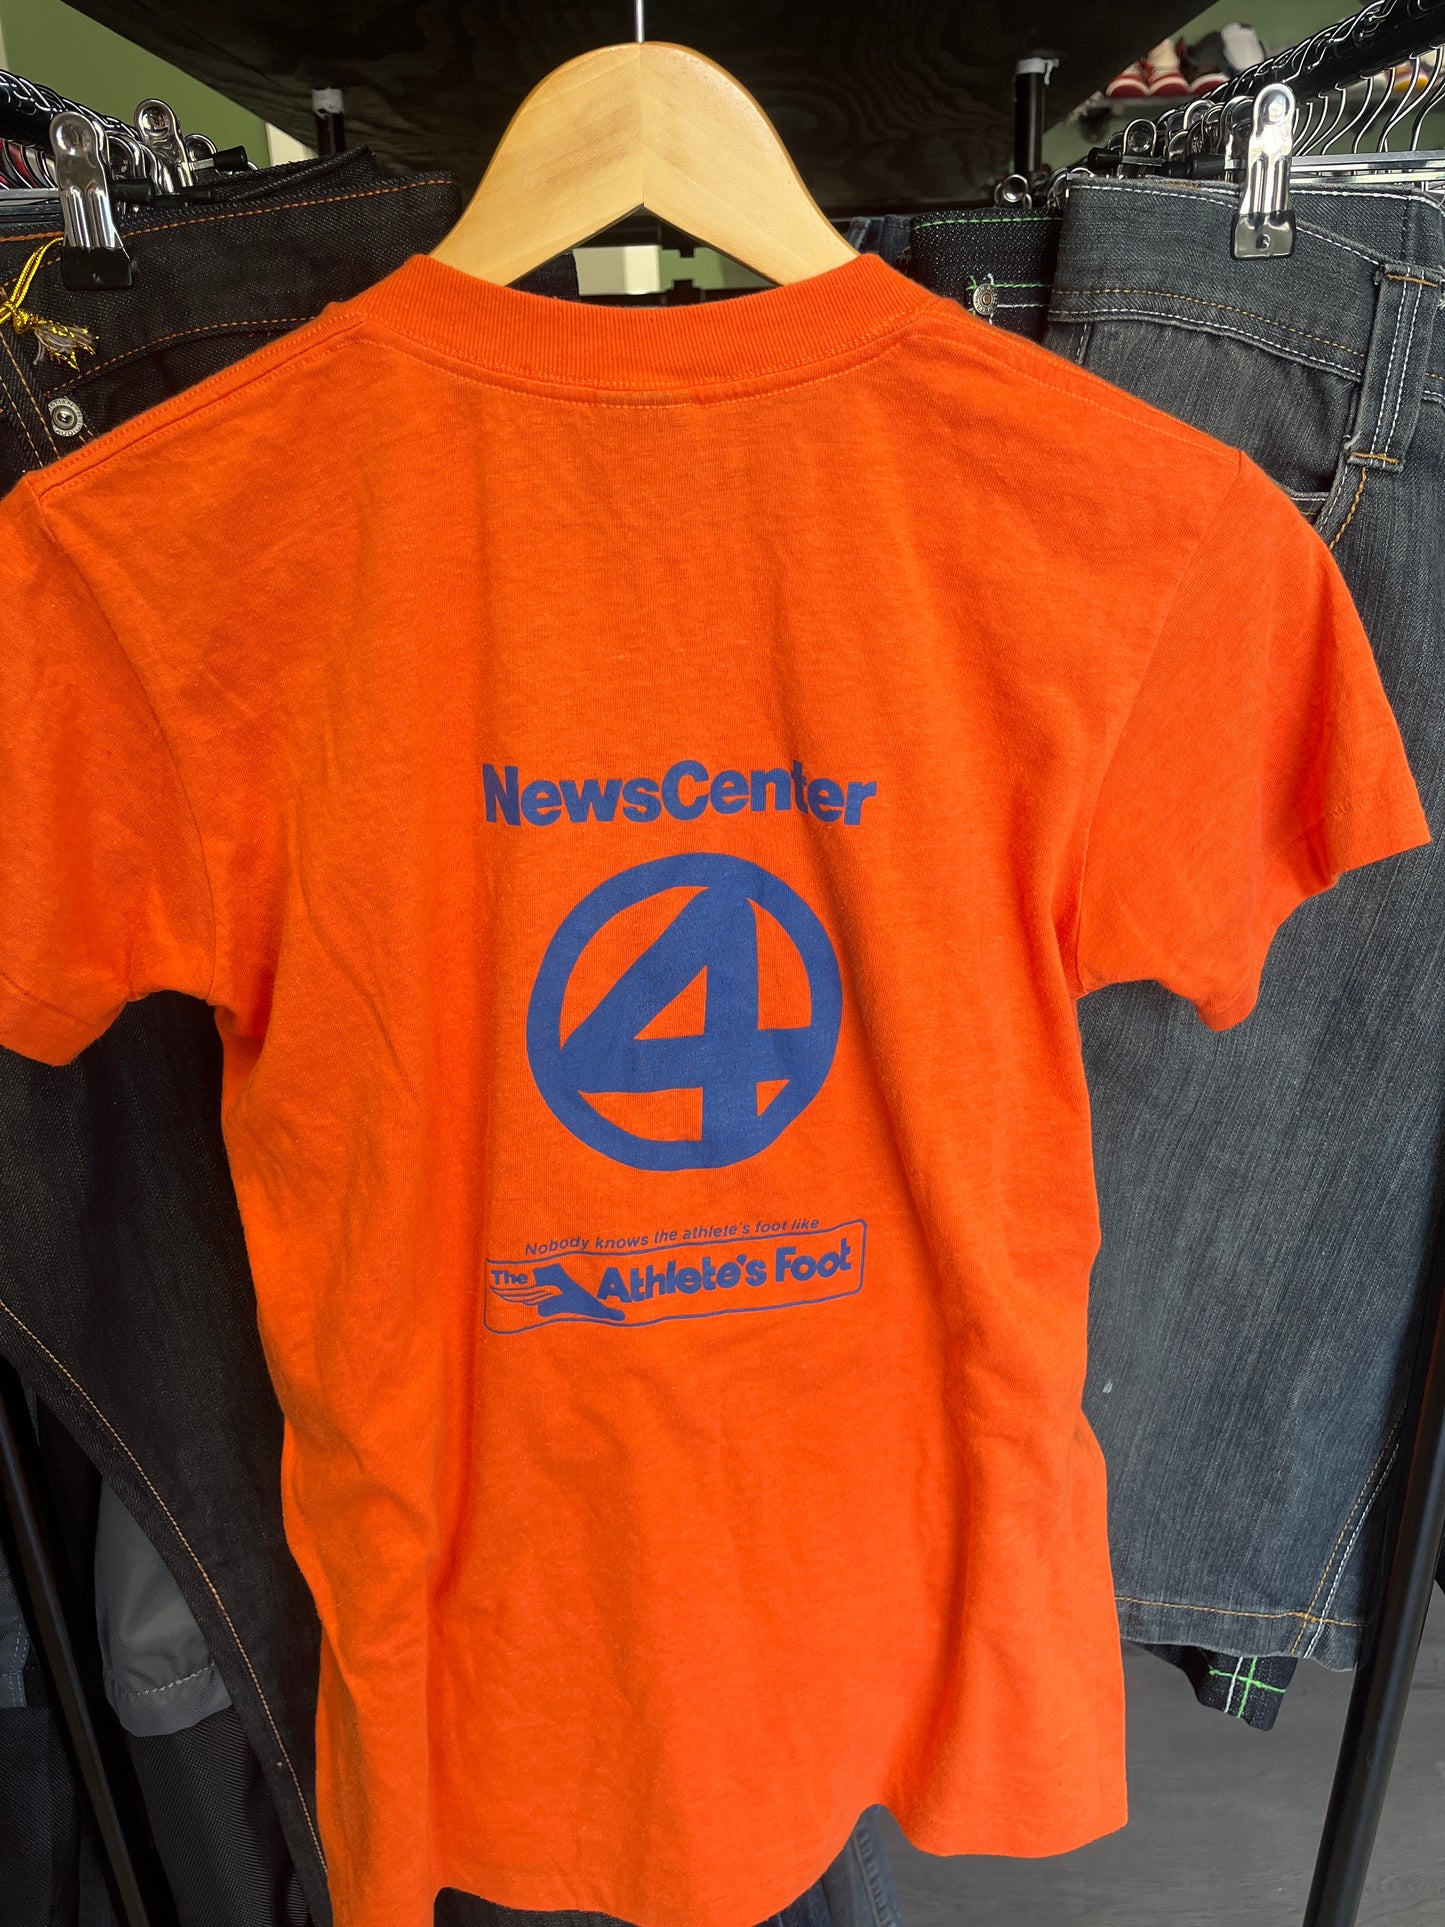 NewsCenter
4
Nobody knows the athlete's foot like
The Athlete's Foot